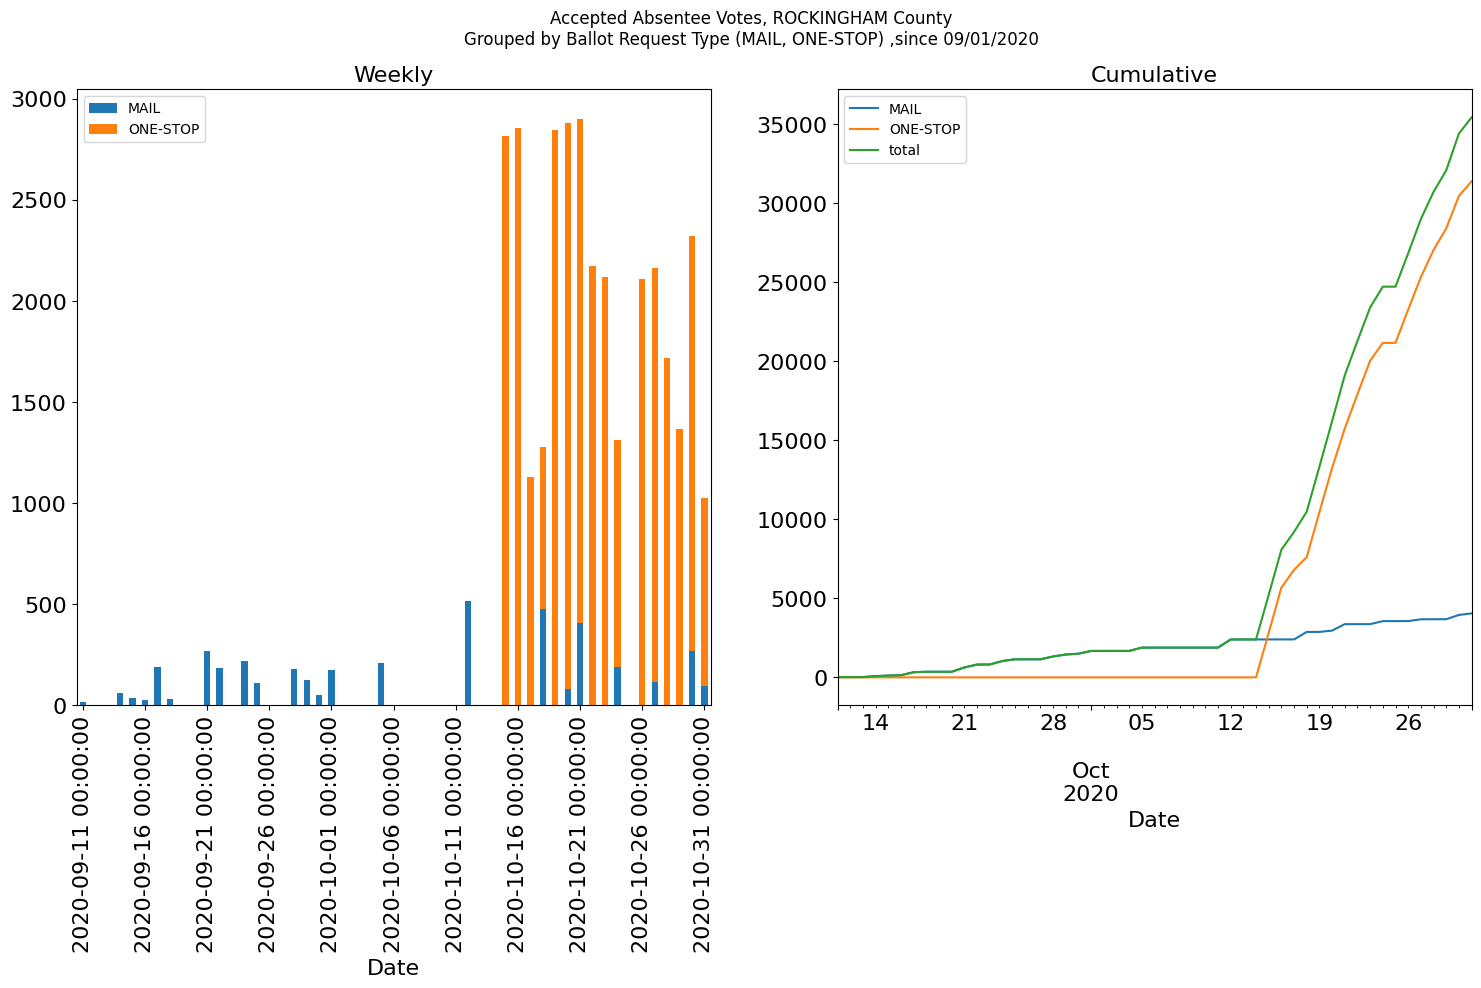 Accepted Absentee Votes, ROCKINGHAM County
Grouped by Ballot Request Type (MAIL, ONE-STOP) ,since 09/01/2020
Weekly
MAIL
ONE-STOP
3000
2500
2000
1500
1000
500
0
2020-09-11 00:00:00
2020-09-16 00:00:00
2020-09-21 00:00:00
2020-09-26 00:00:00
2020-10-01 00:00:00
2020-10-06 00:00:00
2020-10-11 00:00:00
2020-10-16 00:00:00
2020-10-21 00:00:00
2020-10-26 00:00:00
2020-10-31 00:00:00
Date
Cumulative
MAIL
ONE-STOP
total
35000
30000
25000
20000
15000
10000
5000
0
14 21 28 05 12 19 26
Oct
2020
Date